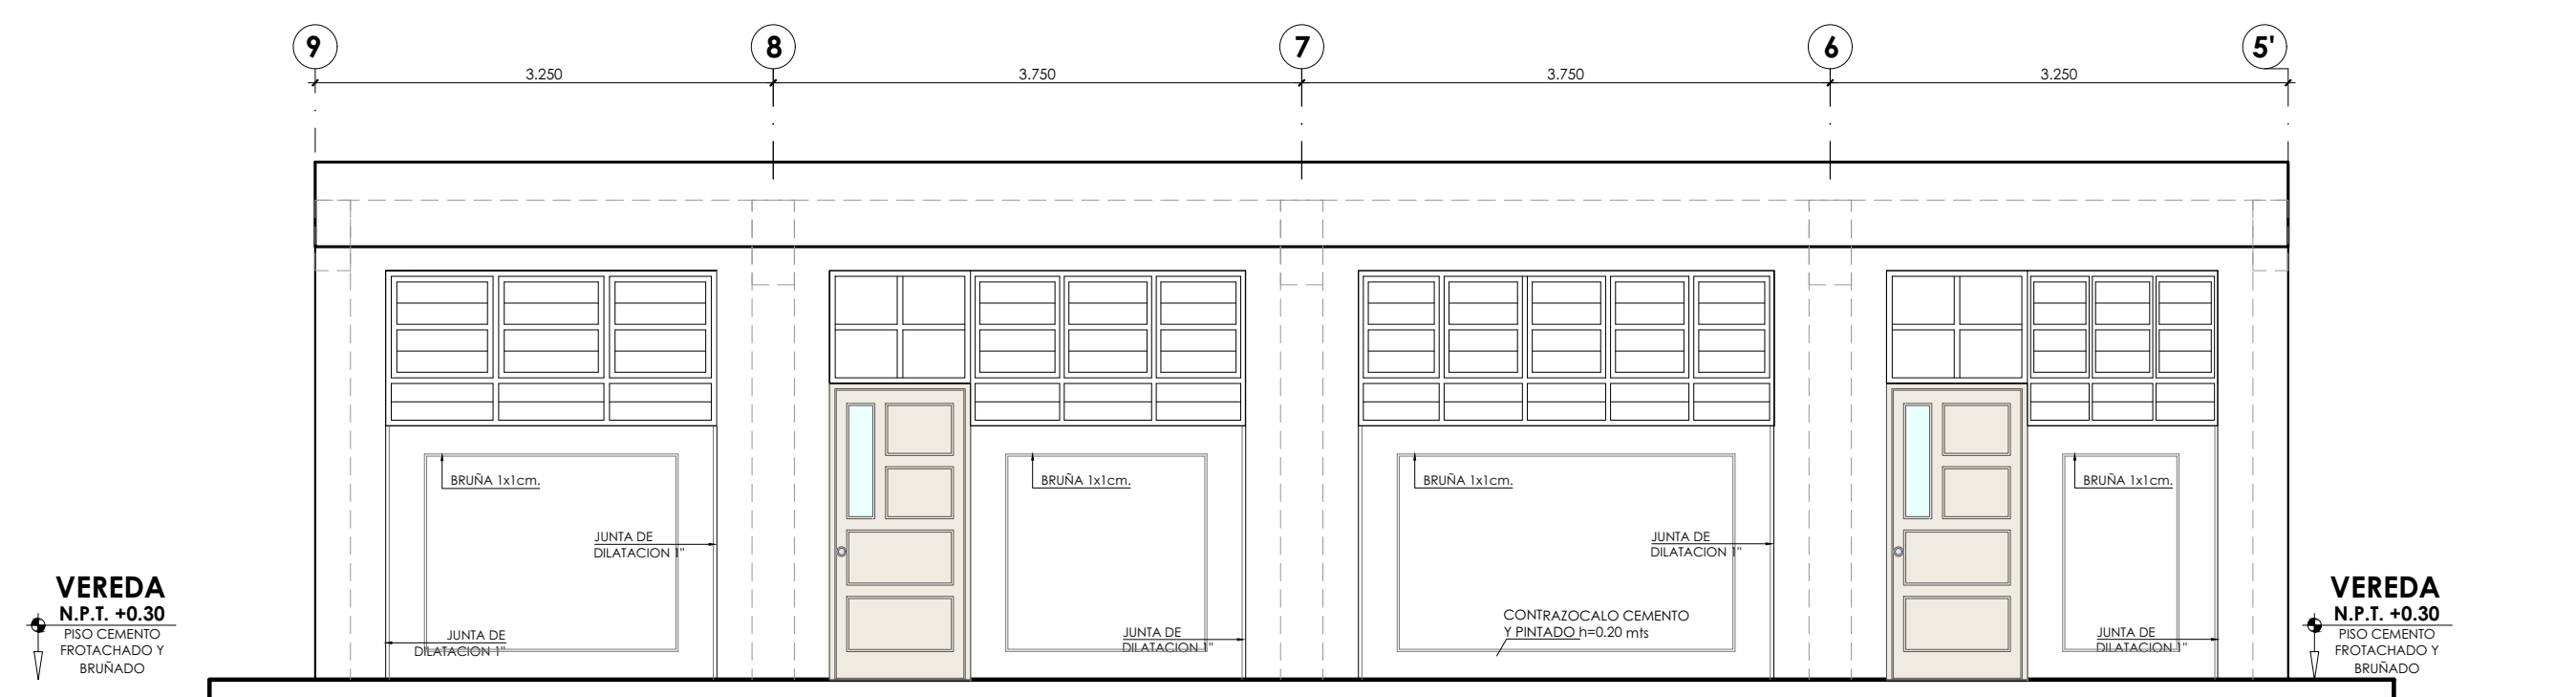 9
8
7
6
5'
3.250
3.750
3.750
3.250
BRUÑA 1x1cm.
BRUÑA 1x1cm.
BRUÑA 1x1cm.
BRUÑA 1x1cm.
JUNTA DE
DILATACION 1"
JUNTA DE
DILATACION 1"
VEREDA
N.P.T. +0.30
PISO CEMENTO
FROTACHADO Y
BRUÑADO
JUNTA DE
DILATACION 1"
JUNTA DE
DILATACION 1"
CONTRAZOCALO CEMENTO
Y PINTADO h=0.20 mts
JUNTA DE
DILATACION 1"
VEREDA
N.P.T. +0.30
PISO CEMENTO
FROTACHADO Y
BRUÑADO